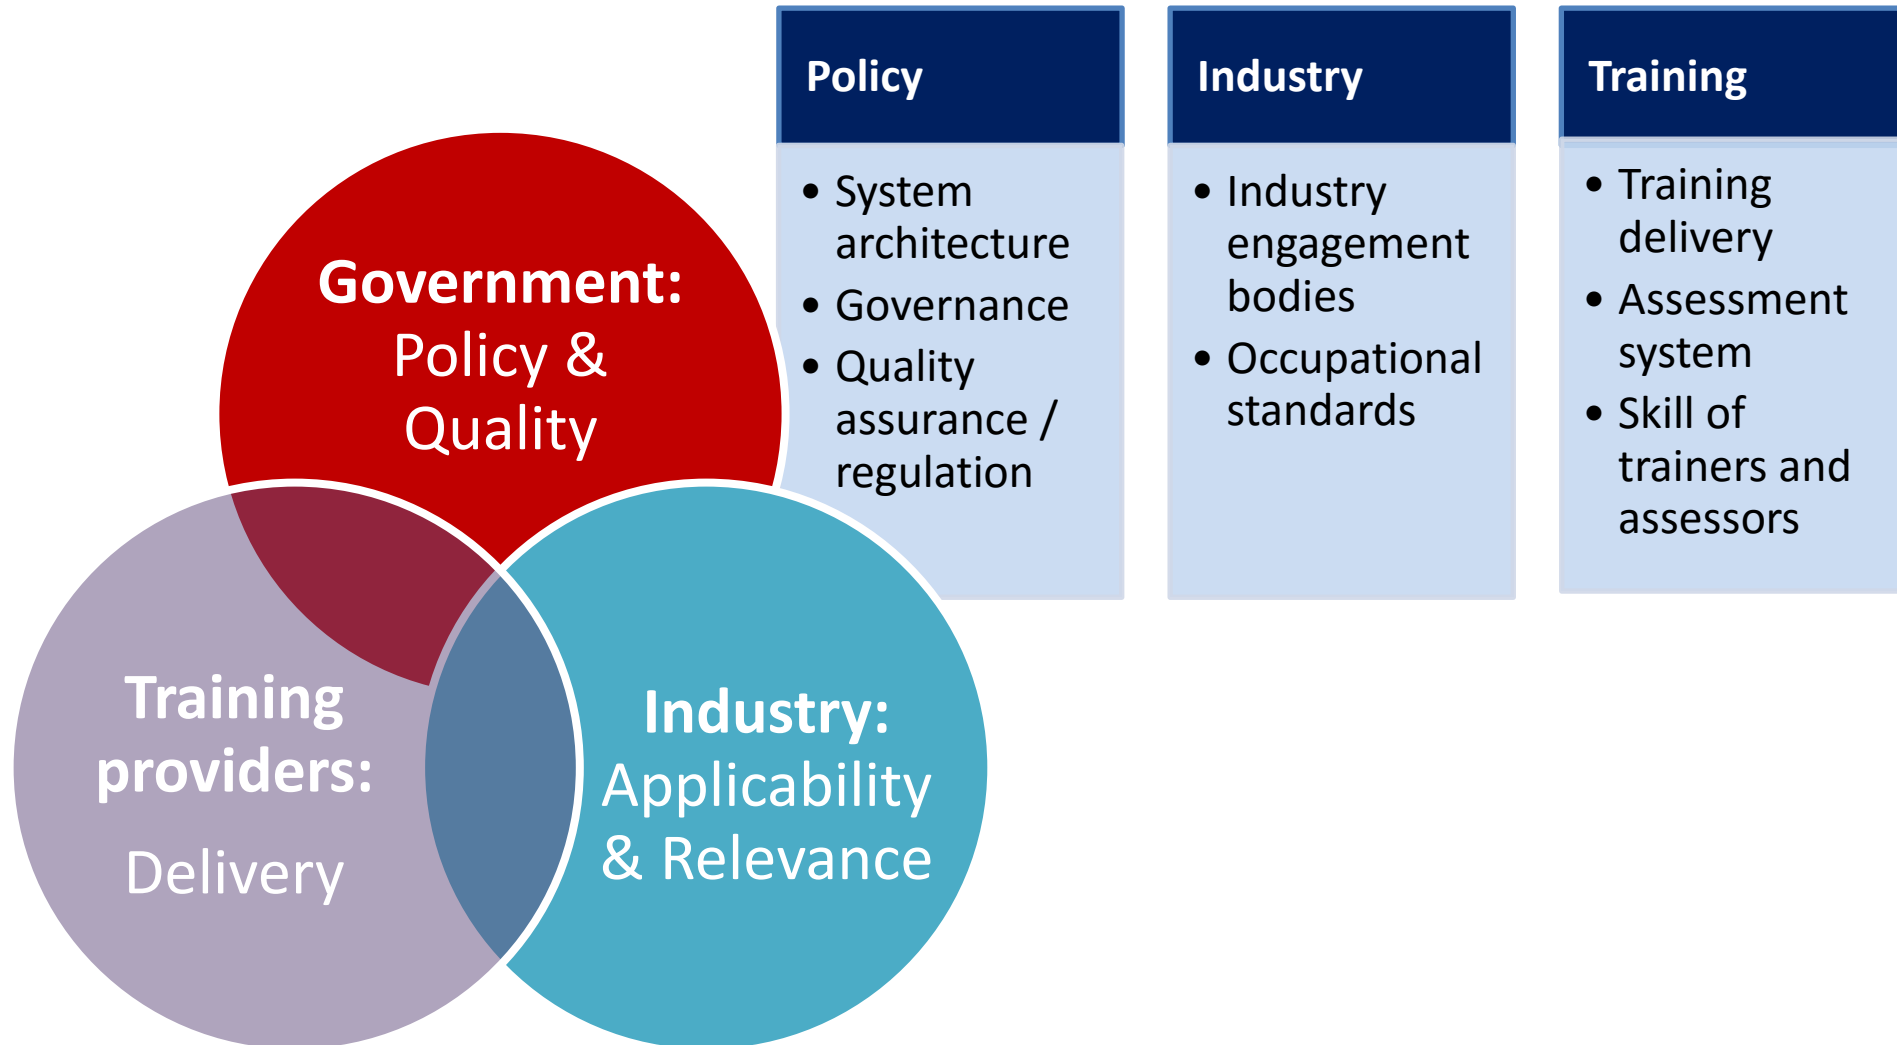 Policy
• System
architecture
• Governance
• Quality
assurance /
regulation
Industry
• Industry
engagement
bodies
• Occupational
standards
Training
• Training
delivery
• Assessment
system
• Skill of
trainers and
assessors
Government:
Policy &
Quality
Training
providers:
Delivery
Industry:
Applicability
& Relevance